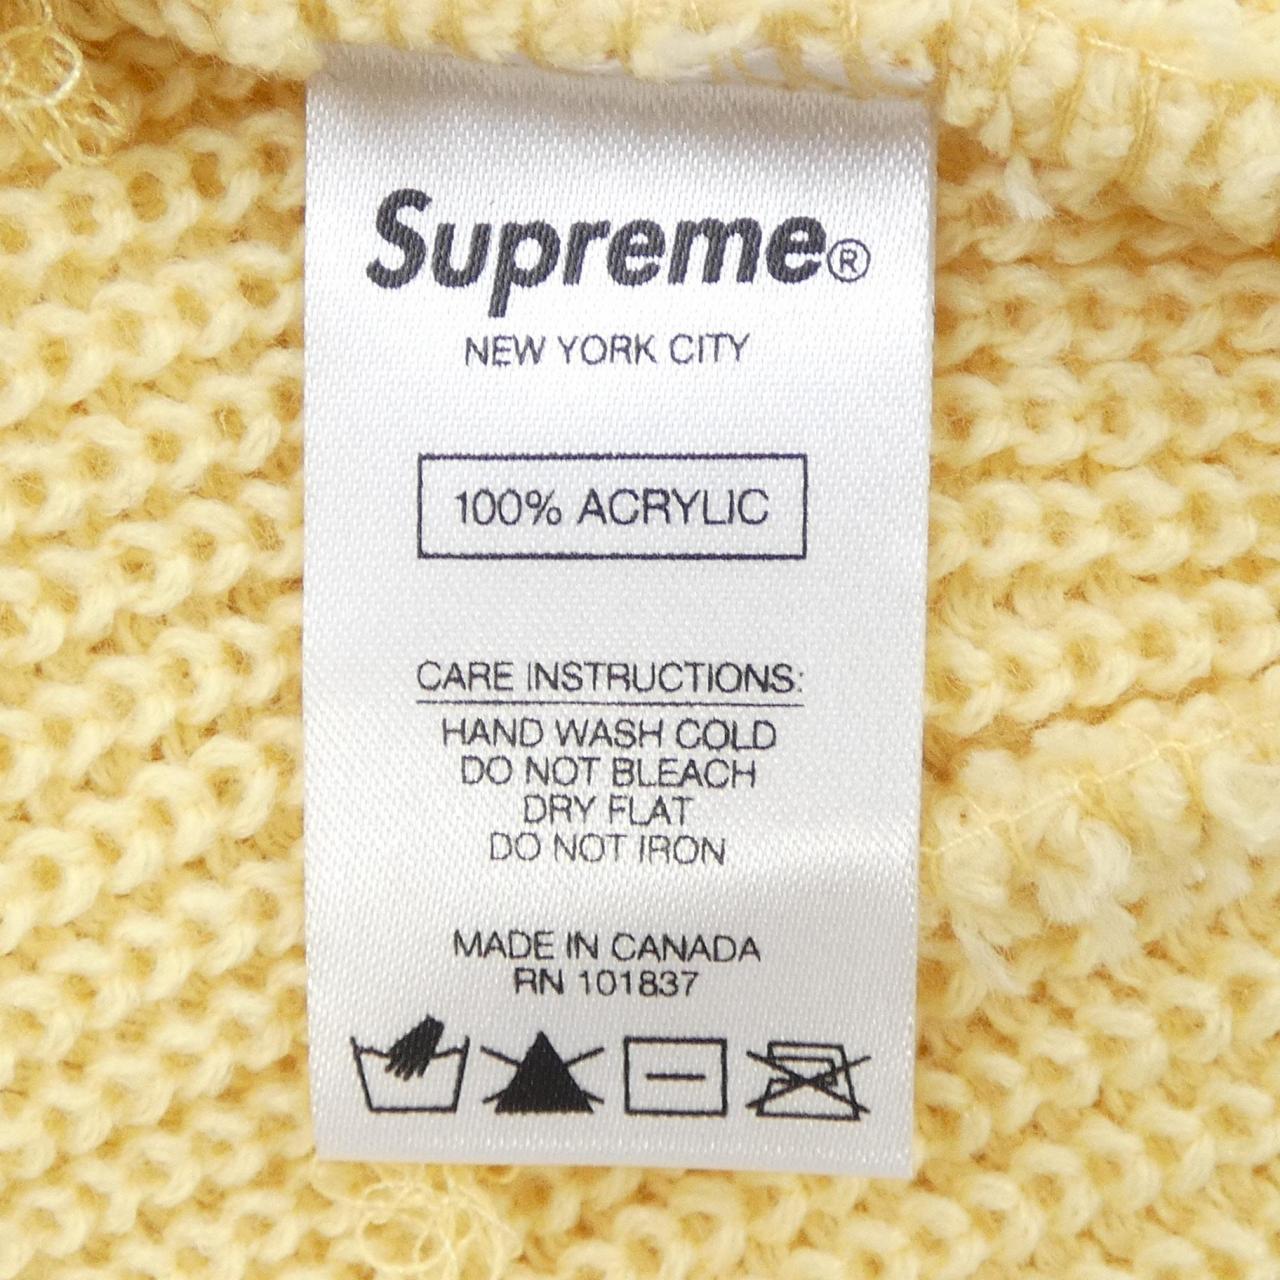 Supreme®
NEW YORK CITY
100% ACRYLIC
CARE INSTRUCTIONS:
HAND WASH COLD
DO NOT BLEACH
DRY FLAT
DO NOT IRON
MADE IN CANADA
RN 101837